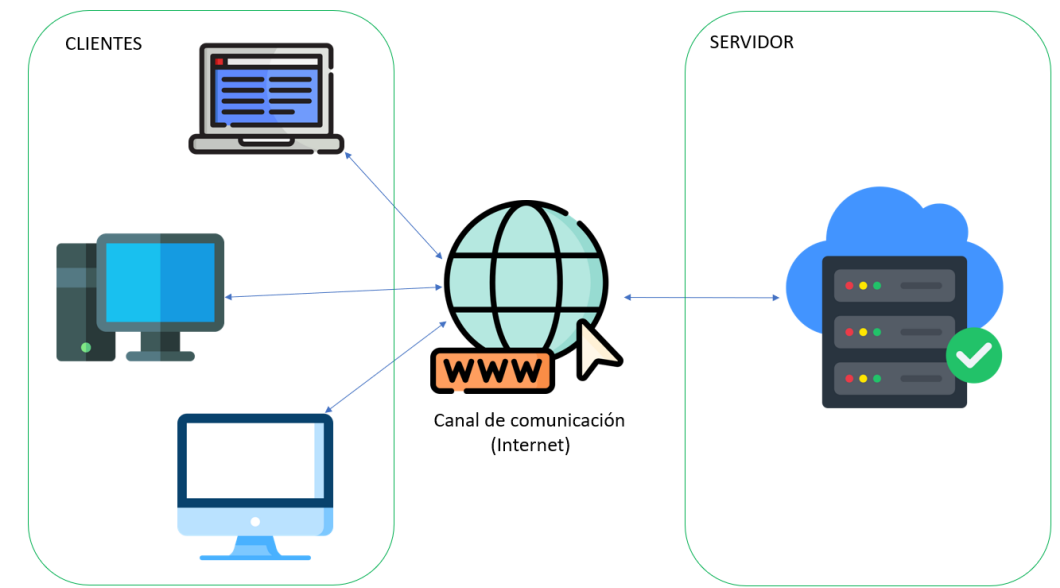 CLIENTES
SERVIDOR
WWW
Canal de comunicación
(Internet)